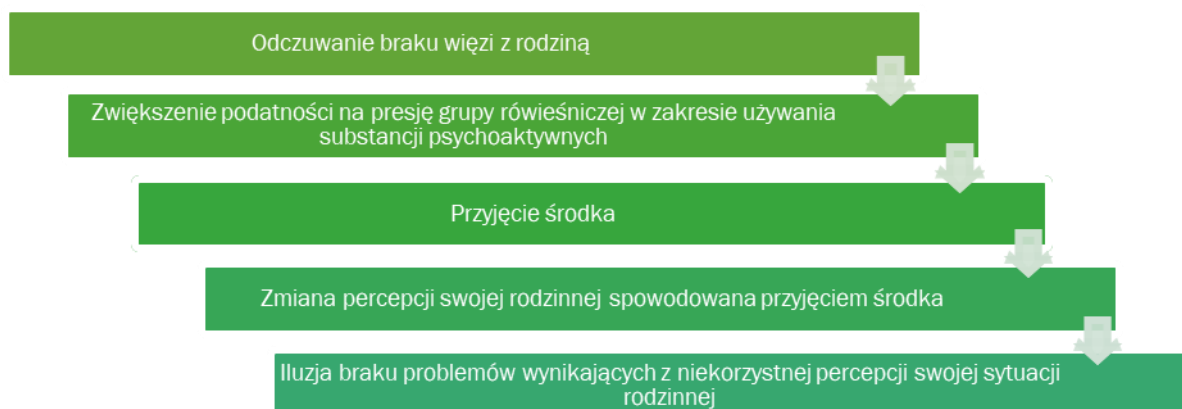 Odczuwanie braku więzi z rodziną
Zwiększenie podatności na presję grupy rówieśniczej w zakresie używania
substancji psychoaktywnych
Przyjęcie środka
Zmiana percepcji swojej rodzinnej spowodowana przyjęciem środka
Iluzja braku problemów wynikających z niekorzystnej percepcji swojej sytuacji
rodzinnej